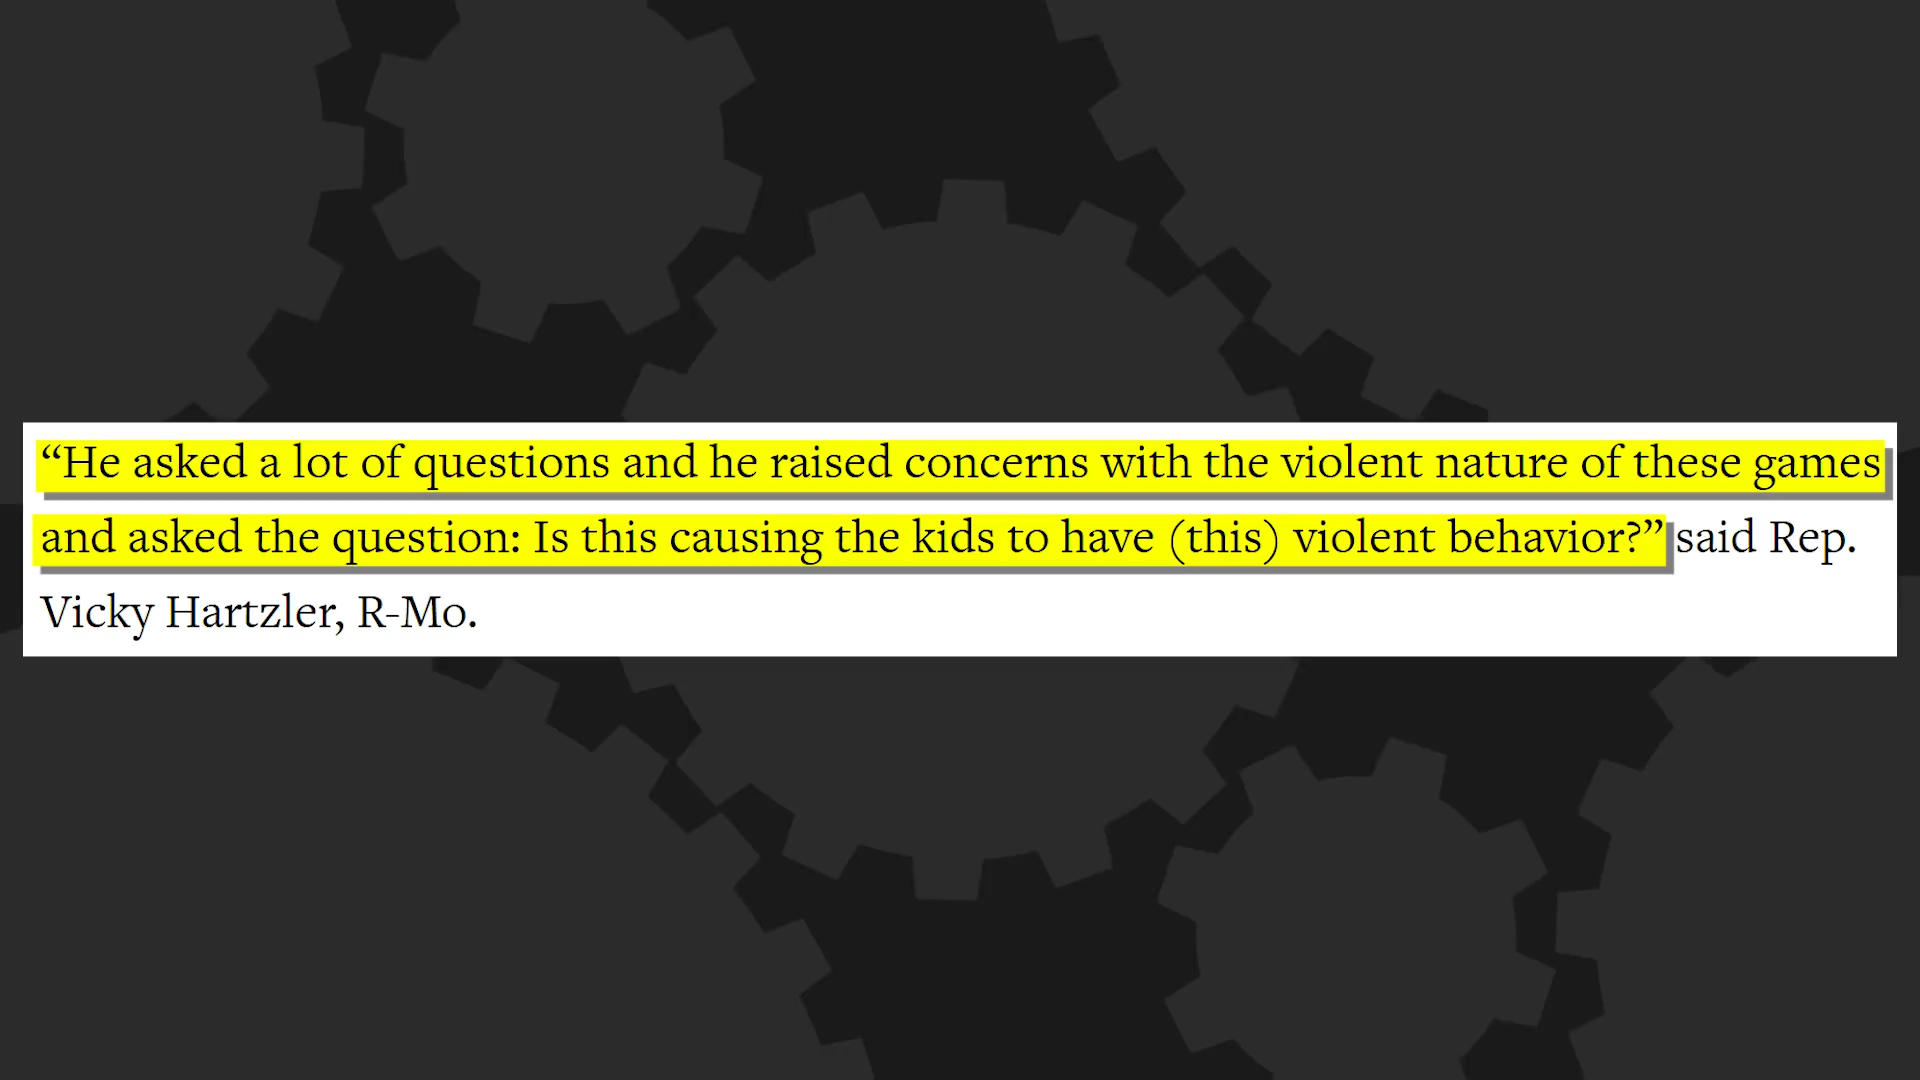 “He asked a lot of questions and he raised concerns with the violent nature of these games
and asked the question: Is this causing the kids to have (this) violent behavior?” said Rep.
Vicky Hartzler, R-Mo.